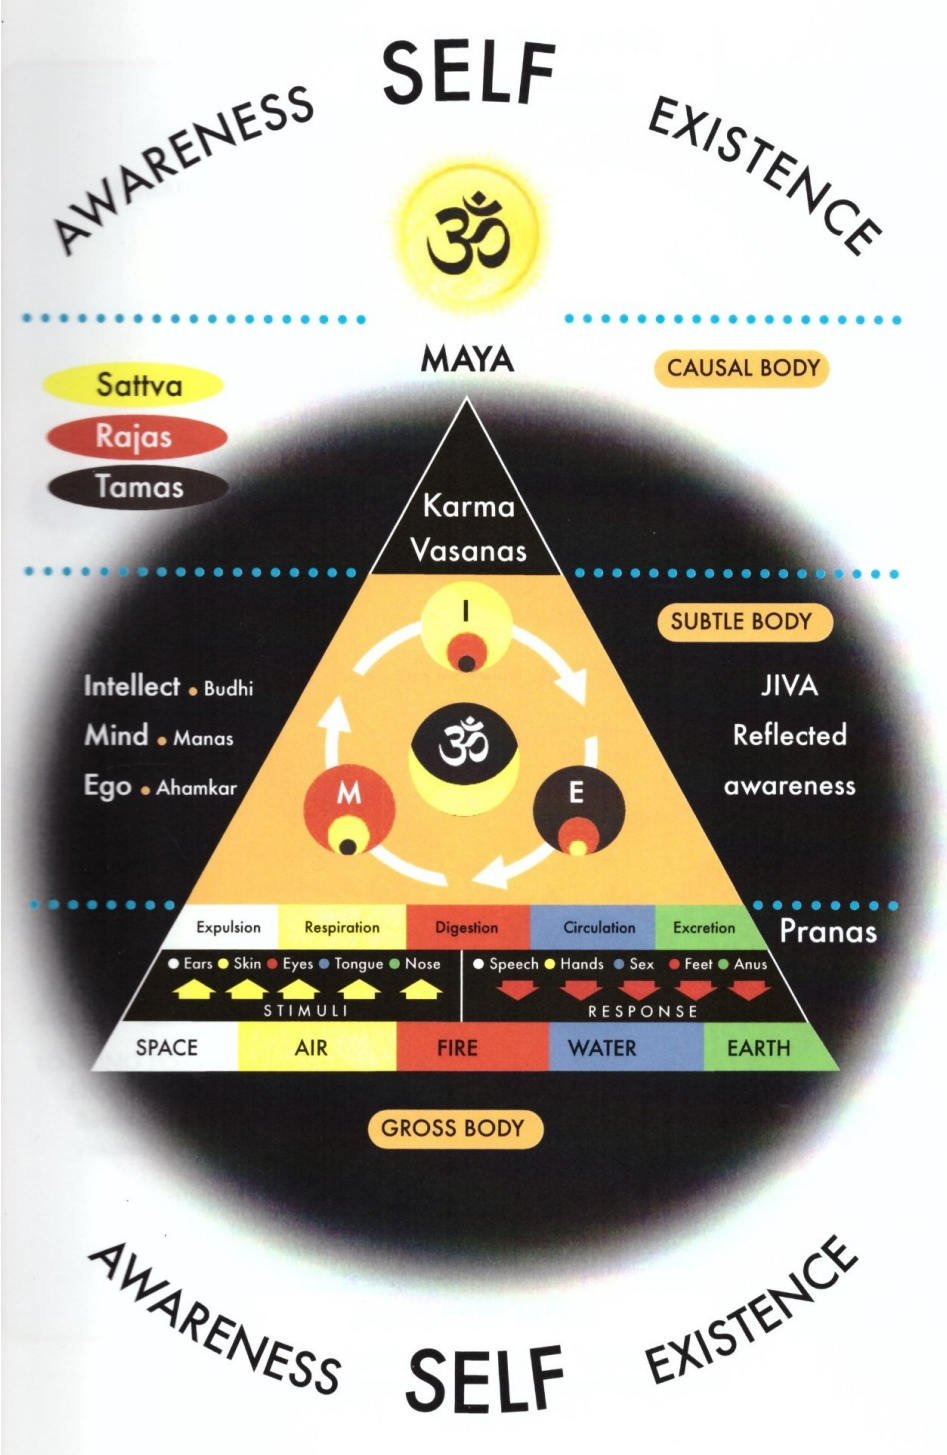 AWARENESS SELF EXISTENCE
ॐ
MAYA
CAUSAL BODY
Sattva
Rajas
Tamas
Karma
Vasanas
SUBTLE BODY
I
Intellect • Budhi
Mind • Manas
Ego • Ahamkar
JIVA
Reflected
awareness
ॐ
M
E
Expulsion Respiration Digestion Circulation Excretion
Pranas
Ears Skin Eyes Tongue Nose
Speech Hands Sex Feet Anus
STIMULI
RESPONSE
SPACE AIR FIRE WATER EARTH
GROSS BODY
AWARENESS SELF EXISTENCE